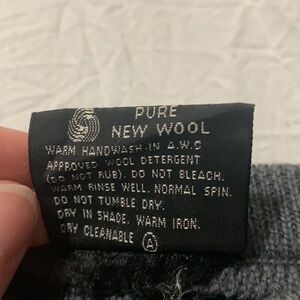 PURE
NEW WOOL
WARM HANDWASH IN A.W.C
APPROVED WOOL DETERGENT
(DO NOT RUB). DO NOT BLEACH.
WARM RINSE WELL. NORMAL SPIN.
DO NOT TUMBLE DRY.
DRY IN SHADE. WARM IRON.
DRY CLEANABLE (A)